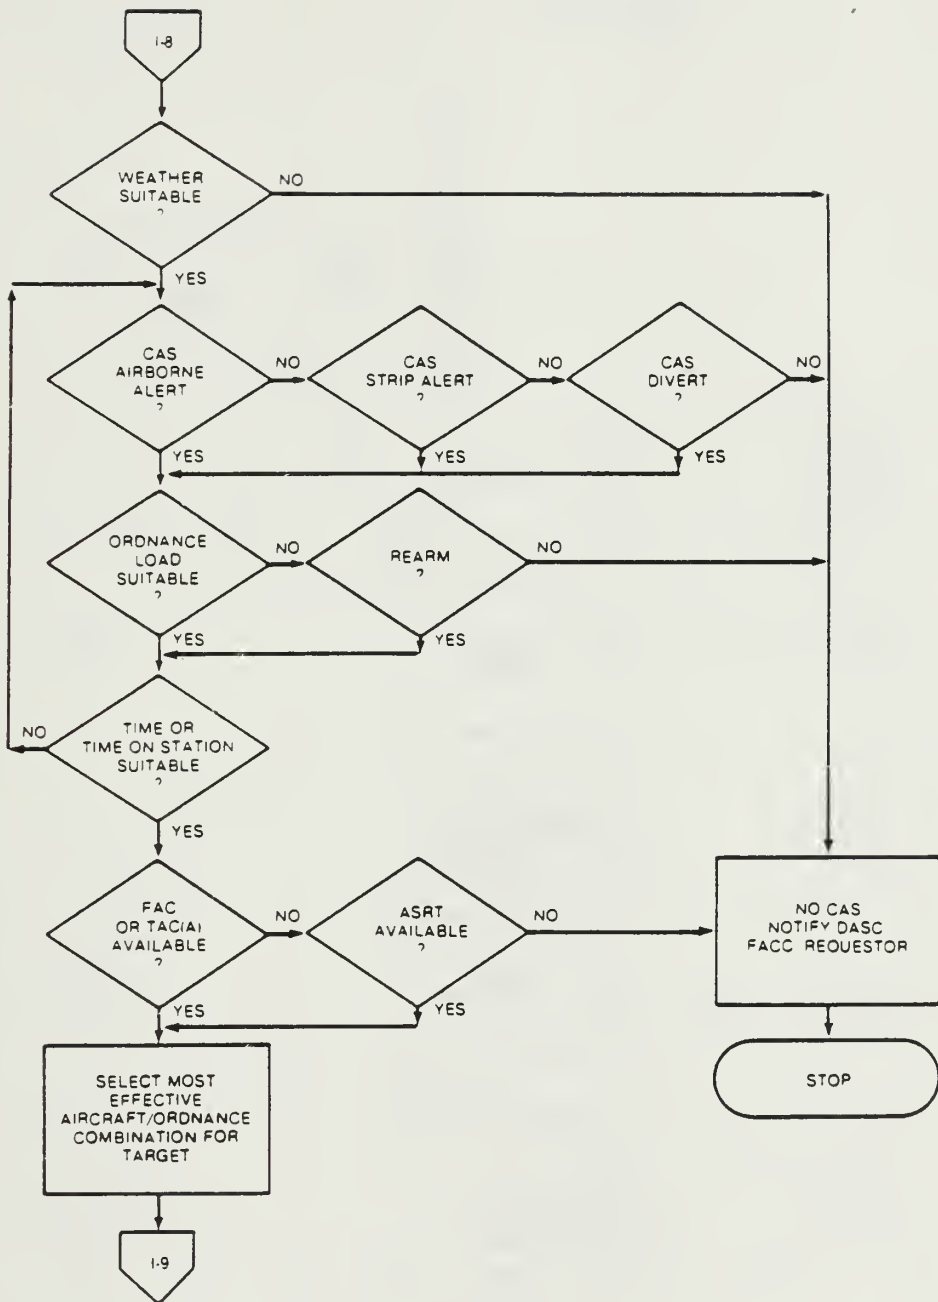 1-8
WEATHER
SUITABLE
?
NO
YES
CAS
AIRBORNE
ALERT
?
NO
CAS
STRIP ALERT
?
NO
CAS
DIVERT
?
NO
YES
YES
YES
ORDNANCE
LOAD
SUITABLE
?
NO
REARM
?
NO
YES
YES
NO
TIME OR
TIME ON STATION
SUITABLE
?
YES
FAC
OR TAC(A)
AVAILABLE
?
NO
ASRT
AVAILABLE
?
NO
NO CAS
NOTIFY DASC
FACC REQUESTOR
YES
YES
SELECT MOST
EFFECTIVE
AIRCRAFT/ORDNANCE
COMBINATION FOR
TARGET
STOP
1-9